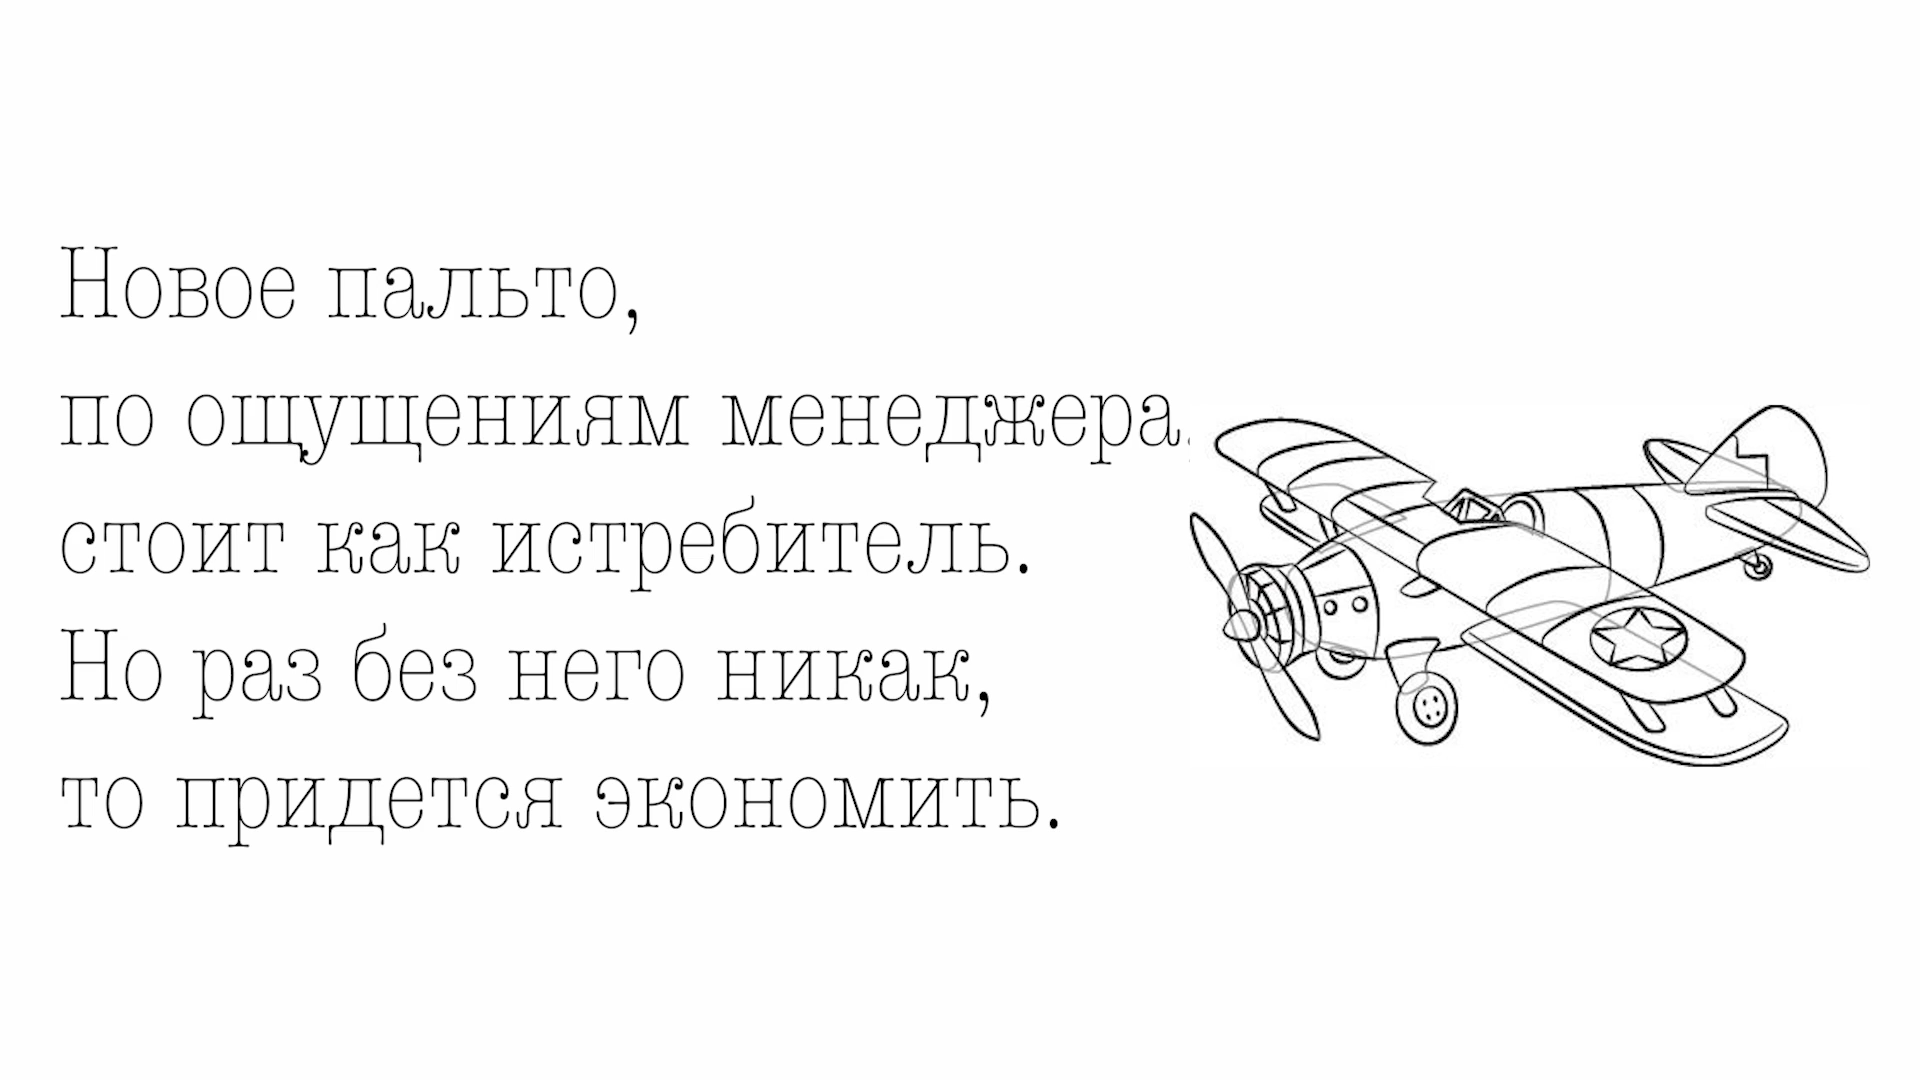 Новое пальто,
по ощущениям менеджера,
стоит как истребитель.
Но раз без него никак,
то придется экономить.